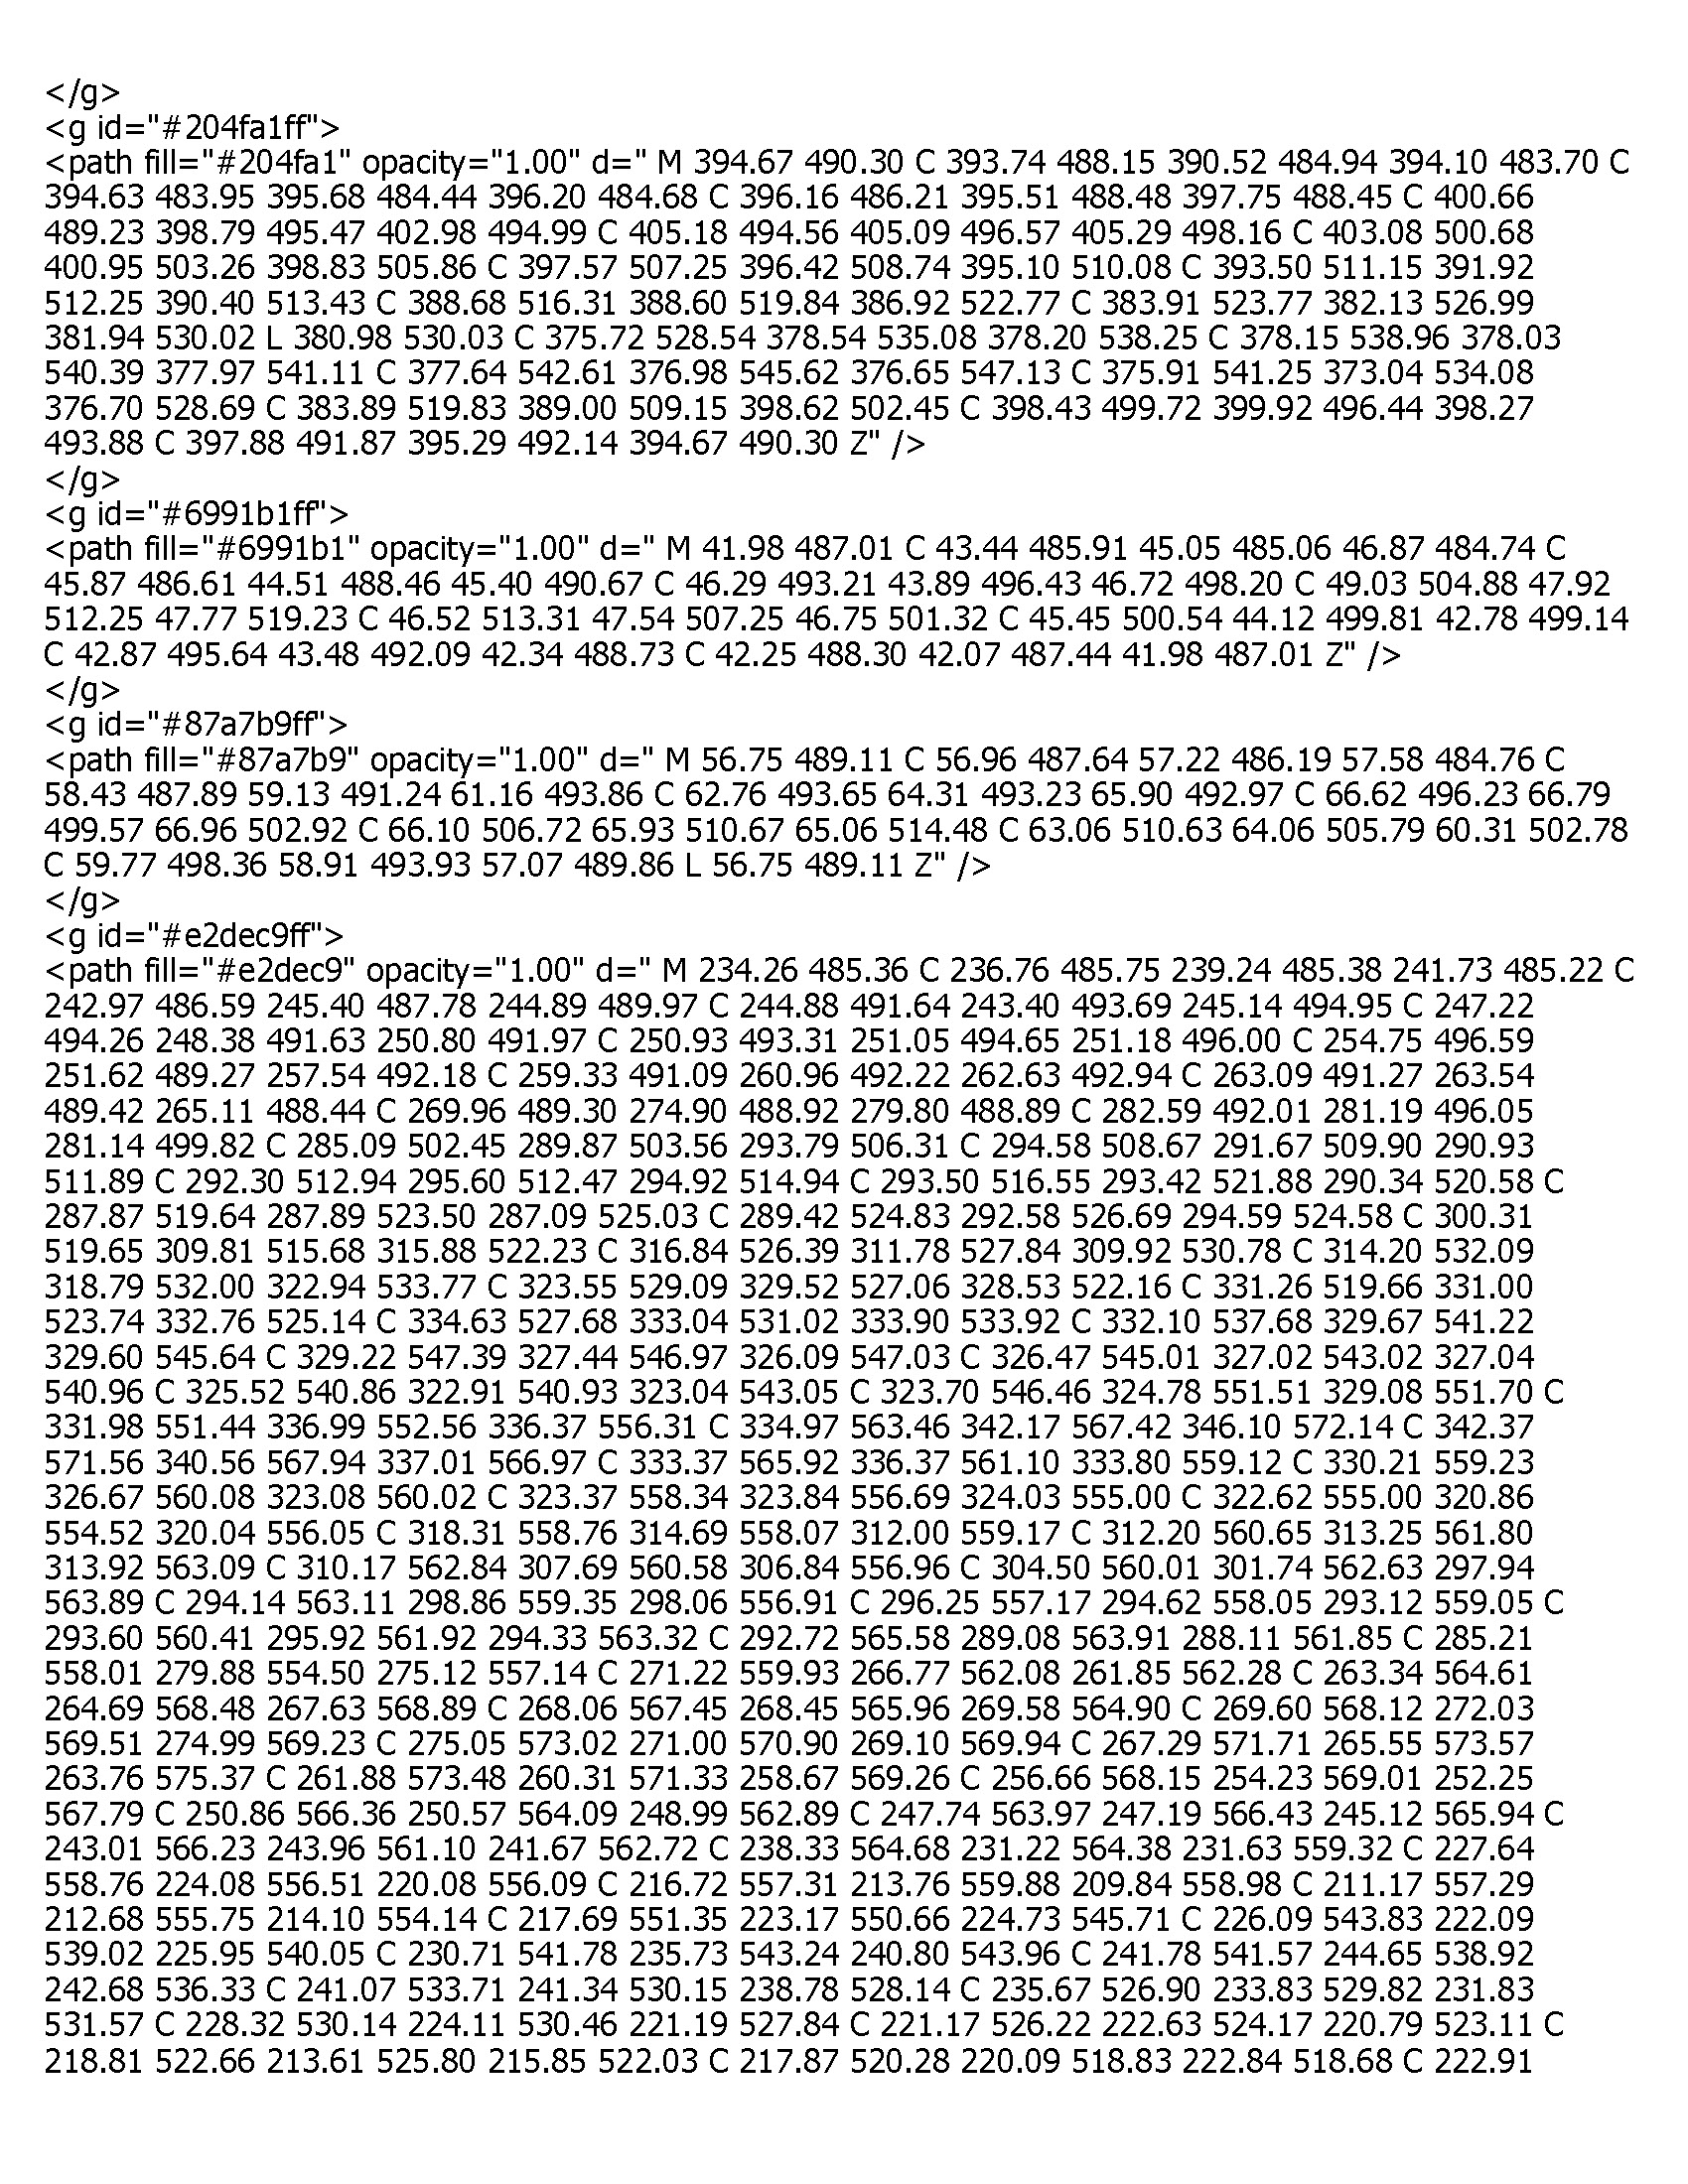 </g>
<g id="#204fa1ff">
<path fill="#204fa1" opacity="1.00" d=" M 394.67 490.30 C 393.74 488.15 390.52 484.94 394.10 483.70 C
394.63 483.95 395.68 484.44 396.20 484.68 C 396.16 486.21 395.51 488.48 397.75 488.45 C 400.66
489.23 398.79 495.47 402.98 494.99 C 405.18 494.56 405.09 496.57 405.29 498.16 C 403.08 500.68
400.95 503.26 398.83 505.86 C 397.57 507.25 396.42 508.74 395.10 510.08 C 393.50 511.15 391.92
512.25 390.40 513.43 C 388.68 516.31 388.60 519.84 386.92 522.77 C 383.91 523.77 382.13 526.99
381.94 530.02 L 380.98 530.03 C 375.72 528.54 378.54 535.08 378.20 538.25 C 378.15 538.96 378.03
540.39 377.97 541.11 C 377.64 542.61 376.98 545.62 376.65 547.13 C 375.91 541.25 373.04 534.08
376.70 528.69 C 383.89 519.83 389.00 509.15 398.62 502.45 C 398.43 499.72 399.92 496.44 398.27
493.88 C 397.88 491.87 395.29 492.14 394.67 490.30 Z" />
</g>
<g id="#6991b1ff">
<path fill="#6991b1" opacity="1.00" d=" M 41.98 487.01 C 43.44 485.91 45.05 485.06 46.87 484.74 C
45.87 486.61 44.51 488.46 45.40 490.67 C 46.29 493.21 43.89 496.43 46.72 498.20 C 49.03 504.88 47.92
512.25 47.77 519.23 C 46.52 513.31 47.54 507.25 46.75 501.32 C 45.45 500.54 44.12 499.81 42.78 499.14
C 42.87 495.64 43.48 492.09 42.34 488.73 C 42.25 488.30 42.07 487.44 41.98 487.01 Z" />
</g>
<g id="#87a7b9ff">
<path fill="#87a7b9" opacity="1.00" d=" M 56.75 489.11 C 56.96 487.64 57.22 486.19 57.58 484.76 C
58.43 487.89 59.13 491.24 61.16 493.86 C 62.76 493.65 64.31 493.23 65.90 492.97 C 66.62 496.23 66.79
499.57 66.96 502.92 C 66.10 506.72 65.93 510.67 65.06 514.48 C 63.06 510.63 64.06 505.79 60.31 502.78
C 59.77 498.36 58.91 493.93 57.07 489.86 L 56.75 489.11 Z" />
</g>
<g id="#e2dec9ff">
<path fill="#e2dec9" opacity="1.00" d=" M 234.26 485.36 C 236.76 485.75 239.24 485.38 241.73 485.22 C
242.97 486.59 245.40 487.78 244.89 489.97 C 244.88 491.64 243.40 493.69 245.14 494.95 C 247.22
494.26 248.38 491.63 250.80 491.97 C 250.93 493.31 251.05 494.65 251.18 496.00 C 254.75 496.59
251.62 489.27 257.54 492.18 C 259.33 491.09 260.96 492.22 262.63 492.94 C 263.09 491.27 263.54
489.42 265.11 488.44 C 269.96 489.30 274.90 488.92 279.80 488.89 C 282.59 492.01 281.19 496.05
281.14 499.82 C 285.09 502.45 289.87 503.56 293.79 506.31 C 294.58 508.67 291.67 509.90 290.93
511.89 C 292.30 512.94 295.60 512.47 294.92 514.94 C 293.50 516.55 293.42 521.88 290.34 520.58 C
287.87 519.64 287.89 523.50 287.09 525.03 C 289.42 524.83 292.58 526.69 294.59 524.58 C 300.31
519.65 309.81 515.68 315.88 522.23 C 316.84 526.39 311.78 527.84 309.92 530.78 C 314.20 532.09
318.79 532.00 322.94 533.77 C 323.55 529.09 329.52 527.06 328.53 522.16 C 331.26 519.66 331.00
523.74 332.76 525.14 C 334.63 527.68 333.04 531.02 333.90 533.92 C 332.10 537.68 329.67 541.22
329.60 545.64 C 329.22 547.39 327.44 546.97 326.09 547.03 C 326.47 545.01 327.02 543.02 327.04
540.96 C 325.52 540.86 322.91 540.93 323.04 543.05 C 323.70 546.46 324.78 551.51 329.08 551.70 C
331.98 551.44 336.99 552.56 336.37 556.31 C 334.97 563.46 342.17 567.42 346.10 572.14 C 342.37
571.56 340.56 567.94 337.01 566.97 C 333.37 565.92 336.37 561.10 333.80 559.12 C 330.21 559.23
326.67 560.08 323.08 560.02 C 323.37 558.34 323.84 556.69 324.03 555.00 C 322.62 555.00 320.86
554.52 320.04 556.05 C 318.31 558.76 314.69 558.07 312.00 559.17 C 312.20 560.65 313.25 561.80
313.92 563.09 C 310.17 562.84 307.69 560.58 306.84 556.96 C 304.50 560.01 301.74 562.63 297.94
563.89 C 294.14 563.11 298.86 559.35 298.06 556.91 C 296.25 557.17 294.62 558.05 293.12 559.05 C
293.60 560.41 295.92 561.92 294.33 563.32 C 292.72 565.58 289.08 563.91 288.11 561.85 C 285.21
558.01 279.88 554.50 275.12 557.14 C 271.22 559.93 266.77 562.08 261.85 562.28 C 263.34 564.61
264.69 568.48 267.63 568.89 C 268.06 567.45 268.45 565.96 269.58 564.90 C 269.60 568.12 272.03
569.51 274.99 569.23 C 275.05 573.02 271.00 570.90 269.10 569.94 C 267.29 571.71 265.55 573.57
263.76 575.37 C 261.88 573.48 260.31 571.33 258.67 569.26 C 256.66 568.15 254.23 569.01 252.25
567.79 C 250.86 566.36 250.57 564.09 248.99 562.89 C 247.74 563.97 247.19 566.43 245.12 565.94 C
243.01 566.23 243.96 561.10 241.67 562.72 C 238.33 564.68 231.22 564.38 231.63 559.32 C 227.64
558.76 224.08 556.51 220.08 556.09 C 216.72 557.31 213.76 559.88 209.84 558.98 C 211.17 557.29
212.68 555.75 214.10 554.14 C 217.69 551.35 223.17 550.66 224.73 545.71 C 226.09 543.83 222.09
539.02 225.95 540.05 C 230.71 541.78 235.73 543.24 240.80 543.96 C 241.78 541.57 244.65 538.92
242.68 536.33 C 241.07 533.71 241.34 530.15 238.78 528.14 C 235.67 526.90 233.83 529.82 231.83
531.57 C 228.32 530.14 224.11 530.46 221.19 527.84 C 221.17 526.22 222.63 524.17 220.79 523.11 C
218.81 522.66 213.61 525.80 215.85 522.03 C 217.87 520.28 220.09 518.83 222.84 518.68 C 222.91